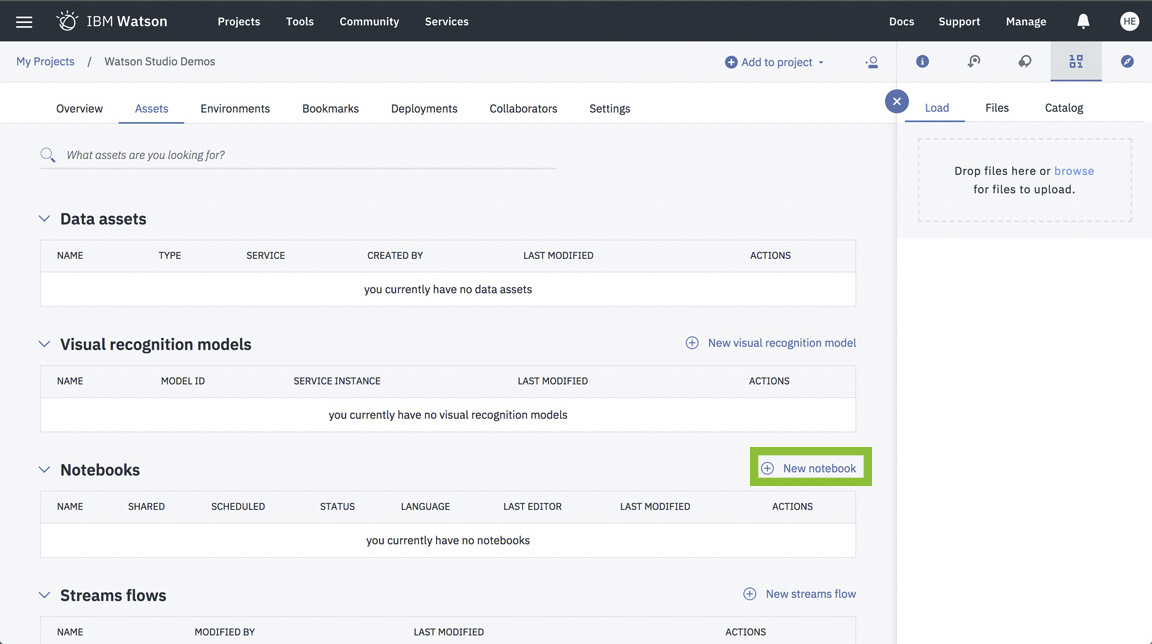 IBM Watson Projects Tools Community Services Docs Support Manage HE
My Projects / Watson Studio Demos Add to project
Overview Assets Environments Bookmarks Deployments Collaborators Settings
Load Files Catalog
What assets are you looking for?
Drop files here or browse
for files to upload.
Data assets
NAME TYPE SERVICE CREATED BY LAST MODIFIED ACTIONS
you currently have no data assets
Visual recognition models New visual recognition model
NAME MODEL ID SERVICE INSTANCE LAST MODIFIED ACTIONS
you currently have no visual recognition models
Notebooks New notebook
NAME SHARED SCHEDULED STATUS LANGUAGE LAST EDITOR LAST MODIFIED ACTIONS
you currently have no notebooks
Streams flows New streams flow
NAME MODIFIED BY LAST MODIFIED ACTIONS